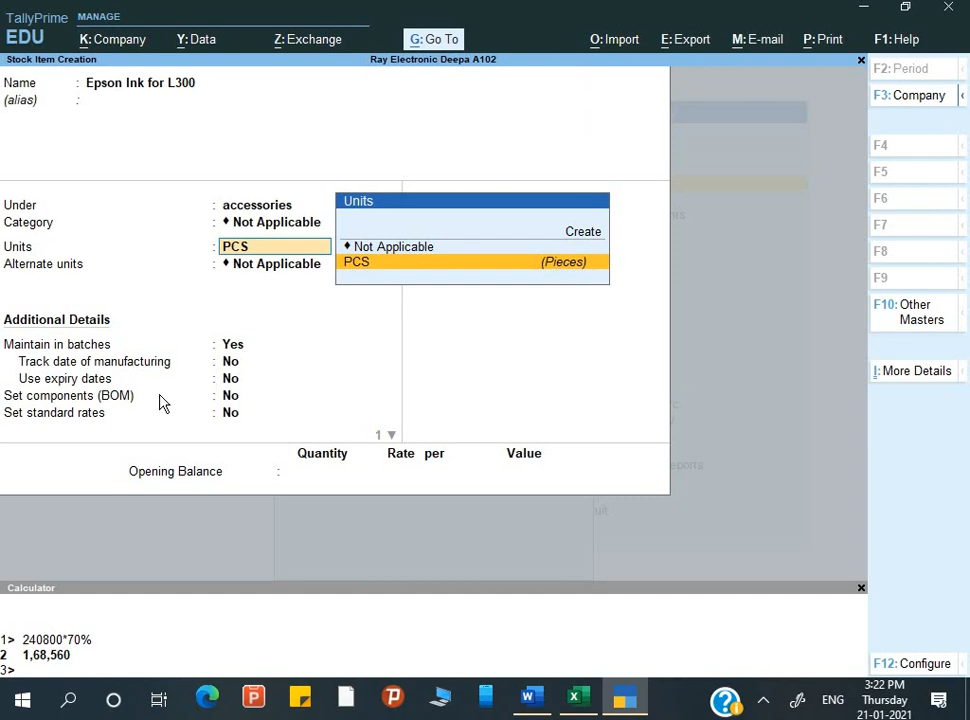 TallyPrime MANAGE
EDU
K: Company Y: Data Z: Exchange G: Go To O: Import E: Export M: E-mail P: Print F1: Help
Stock Item Creation Ray Electronic Deepa A102
F2: Period
F3: Company
F4
F5
F6
F7
F8
F9
F10: Other
Masters
I: More Details
F12: Configure
Name : Epson Ink for L300
(alias) :
Under : accessories
Category : ♦ Not Applicable
Units : PCS
Alternate units : ♦ Not Applicable
Units
Create
♦ Not Applicable
PCS (Pieces)
Additional Details
Maintain in batches : Yes
Track date of manufacturing : No
Use expiry dates : No
Set components (BOM) : No
Set standard rates : No
1 ▼
Quantity Rate per Value
Opening Balance :
Calculator
1> 240800*70%
2 1,68,560
3>
ENG
3:22 PM
Thursday
21-01-2021